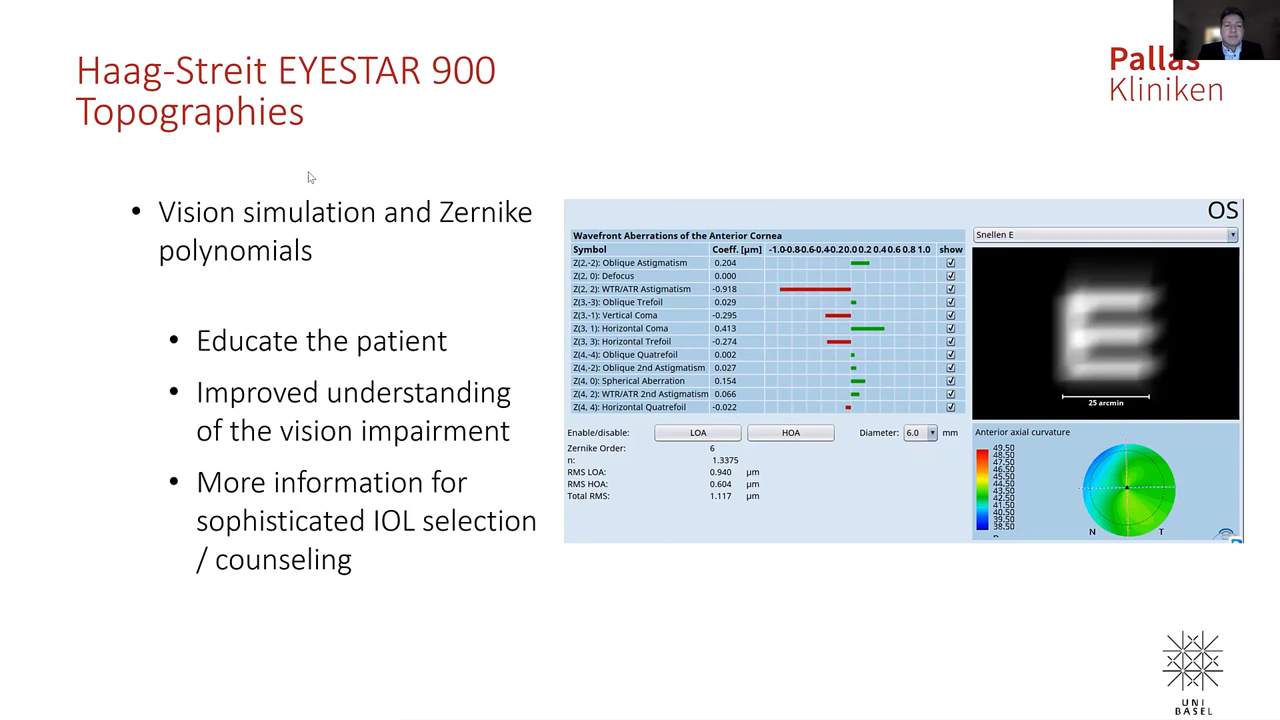 Haag-Streit EYESTAR 900
Topographies
Pallas
Kliniken
• Vision simulation and Zernike
polynomials
• Educate the patient
• Improved understanding
of the vision impairment
• More information for
sophisticated IOL selection
/ counseling
OS
Wavefront Aberrations of the Anterior Cornea
Symbol Coeff. [µm] -1.0-0.8-0.6-0.4-0.20.0 0.2 0.4 0.6 0.8 1.0 show
Z(2,-2): Oblique Astigmatism 0.204
Z(2, 0): Defocus 0.000
Z(2, 2): WTR/ATR Astigmatism -0.918
Z(3,-3): Oblique Trefoil 0.029
Z(3,-1): Vertical Coma -0.295
Z(3, 1): Horizontal Coma 0.413
Z(3, 3): Horizontal Trefoil -0.274
Z(4,-4): Oblique Quatrefoil 0.002
Z(4,-2): Oblique 2nd Astigmatism 0.027
Z(4, 0): Spherical Aberration 0.154
Z(4, 2): WTR/ATR 2nd Astigmatism 0.066
Z(4, 4): Horizontal Quatrefoil -0.022
Enable/disable: LOA HOA Diameter: 6.0 mm
Zernike Order: 6
n: 1.3375
RMS LOA: 0.940 µm
RMS HOA: 0.604 µm
Total RMS: 1.117 µm
Snellen E
E
25 arcmin
Anterior axial curvature
49.50
48.50
47.50
46.50
45.50
44.50
43.50
42.50
41.50
40.50
39.50
38.50
N T
UNI
BASEL